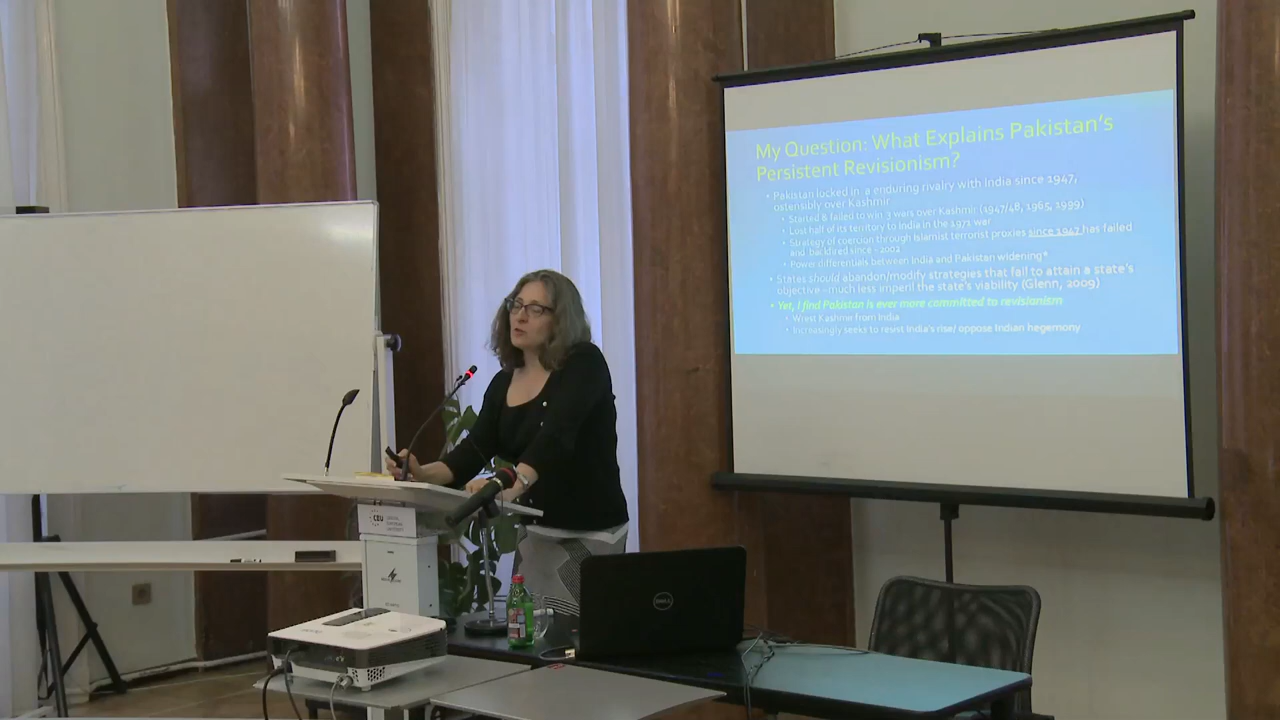 My Question: What Explains Pakistan's
Persistent Revisionism?
• Pakistan locked in a enduring rivalry with India since 1947,
ostensibly over Kashmir
• Started & failed to win 3 wars over Kashmir (1947/48, 1965, 1999)
• Lost half of its territory to India in the 1971 war
• Strategy of coercion through Islamist terrorist proxies since 1947 has failed
and backfired since ~2002
• Power differentials between India and Pakistan widening*
• States should abandon/modify strategies that fail to attain a state's
objective –much less imperil the state's viability (Glenn, 2009)
• Yet, I find Pakistan is ever more committed to revisionism
• Wrest Kashmir from India
• Increasingly seeks to resist India's rise/ oppose Indian hegemony
CEU
DELL